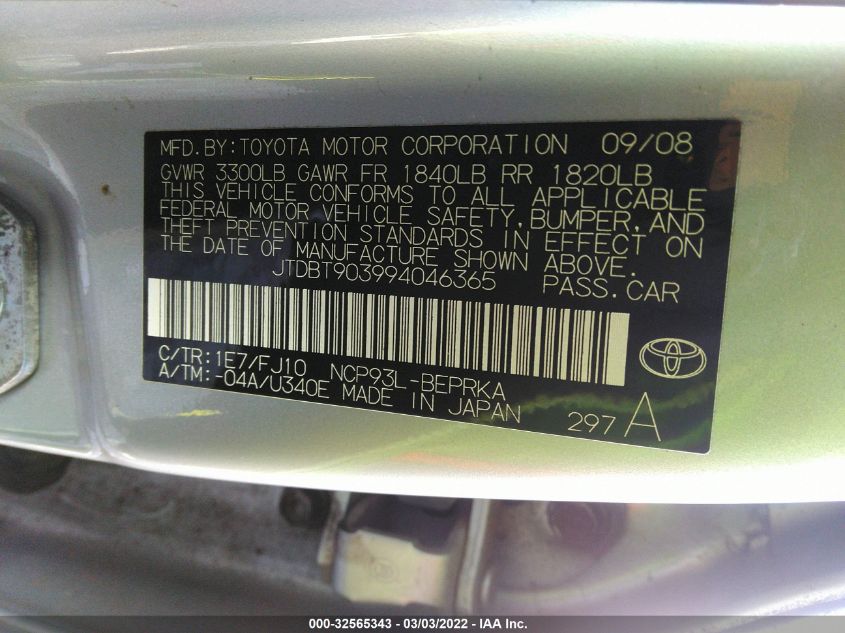 MFD.BY:TOYOTA MOTOR CORPORATION 09/08
GVWR 3300LB GAWR FR 1840LB RR 1820LB
THIS VEHICLE CONFORMS TO ALL APPLICABLE
FEDERAL MOTOR VEHICLE SAFETY,BUMPER,AND
THEFT PREVENTION STANDARDS IN EFFECT ON
THE DATE OF MANUFACTURE SHOWN ABOVE.
JTDBT903994046365 PASS.CAR
C/TR:1E7/FJ10 NCP93L-BEPRKA
A/TM:-04A/U340E MADE IN JAPAN 297 A
000-32565343 - 03/03/2022 - IAA Inc.